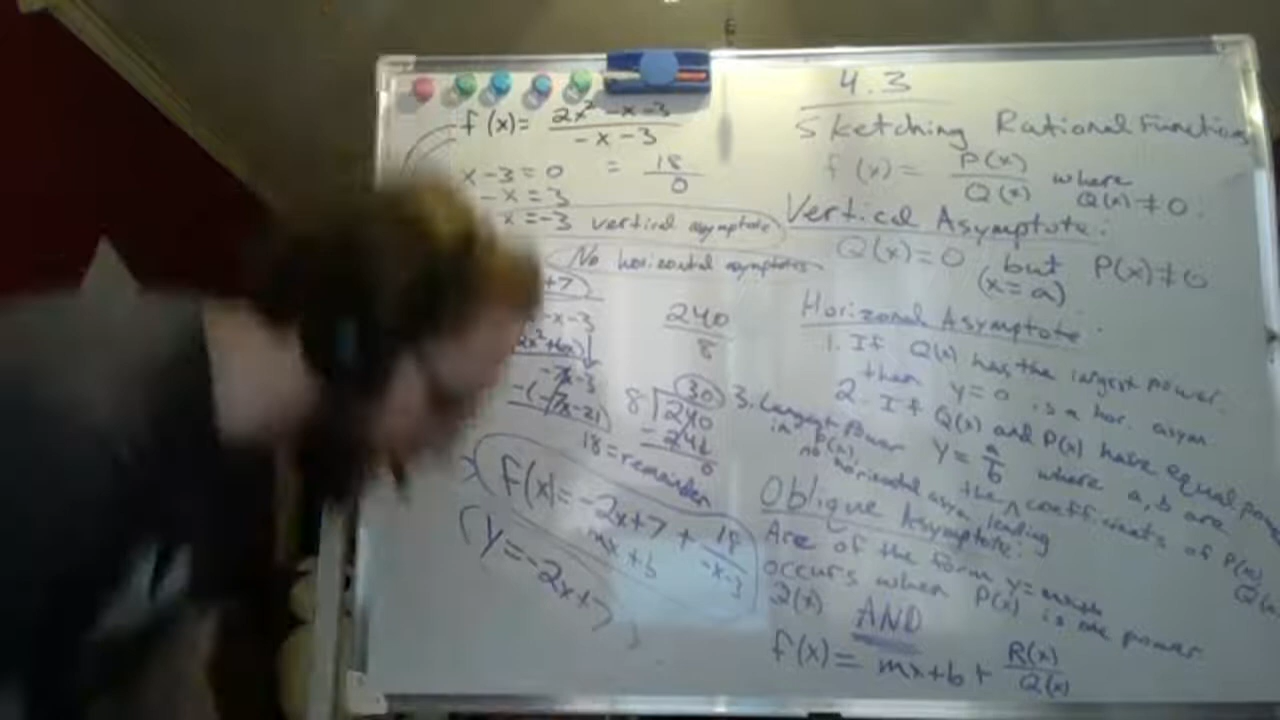 f(x) = 2x² - x - 3 / -x - 3
x - 3 = 0 = 18/0
- x = 3
x = -3 vertical asymptote
No horizontal asymptotes
+7
-x-3
2x²+6x)
-7x-3
-(-7x-21)
18 = remainder
240/8
30
8 240
- 240
0
f(x) = -2x+7 + 18/-x-3
mx+b
(y = -2x+7)
4.3
Sketching Rational Functions
f(x) = P(x)/Q(x) where Q(x) ≠ 0
Vertical Asymptote:
Q(x) = 0 but P(x) ≠ 0
(x = a)
Horizonal Asymptote:
1. If Q(x) has the largest power.
then y = 0 is a hor. asym
2. If Q(x) and P(x) have equal power
y = a/b where a, b are
the leading coefficients of P(x)
Q(x)
3. Largest power
in P(x)
no horizontal asym
Oblique Asymptote:
Are of the form y = mx+b
occurs when P(x) is one power
Q(x) AND
f(x) = mx+b + R(x)/Q(x)